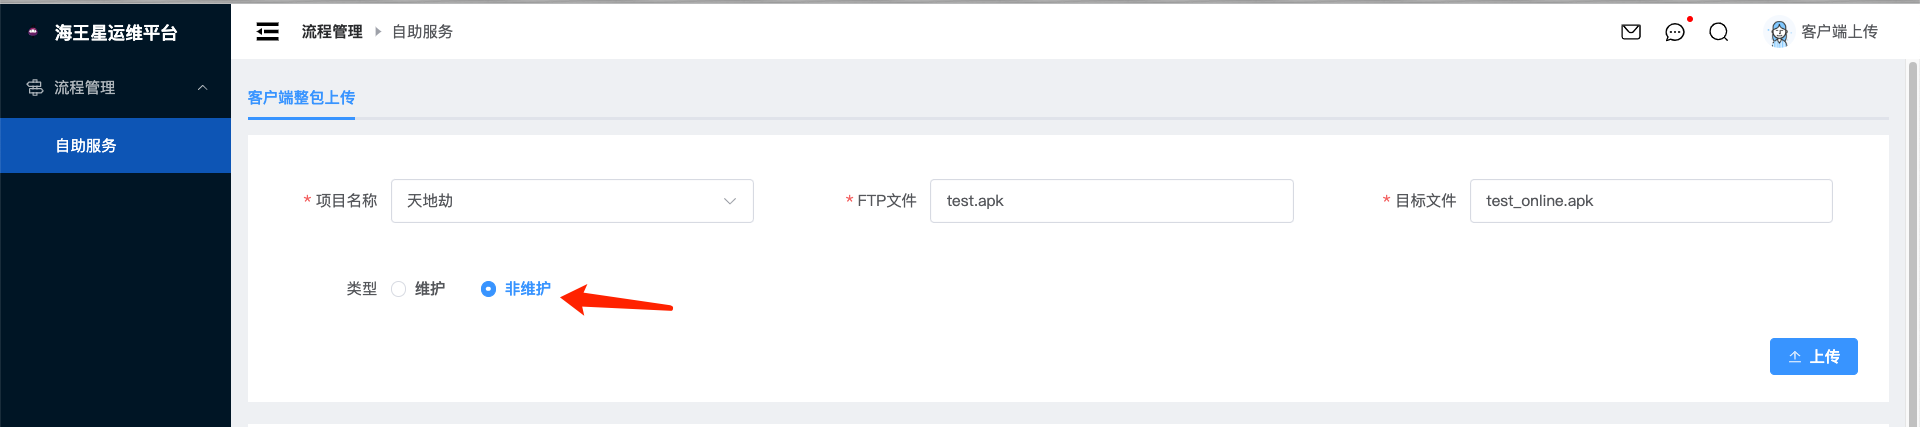 海王星运维平台
流程管理 自助服务
客户端上传
流程管理
自助服务
客户端整包上传
* 项目名称 天地劫
* FTP文件 test.apk
* 目标文件 test_online.apk
类型 维护 非维护
上传